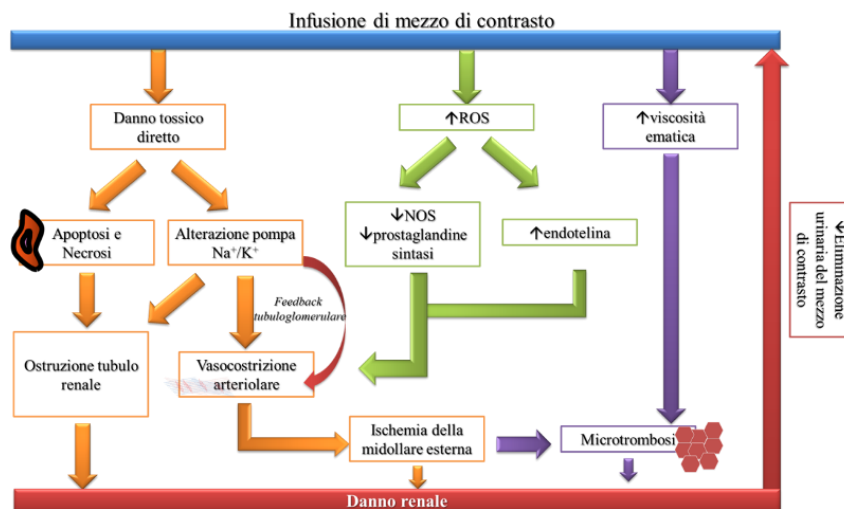 Infusione di mezzo di contrasto
Danno tossico
diretto
↑ROS
↑viscosità
ematica
Apoptosi e
Necrosi
Alterazione pompa
Na⁺/K⁺
↓NOS
↓prostaglandine
sintasi
↑endotelina
↓Eliminazione
urinaria del mezzo
di contrasto
Feedback
tubuloglomerulare
Ostruzione tubulo
renale
Vasocostrizione
arteriolare
Ischemia della
midollare esterna
Microtrombosi
Danno renale